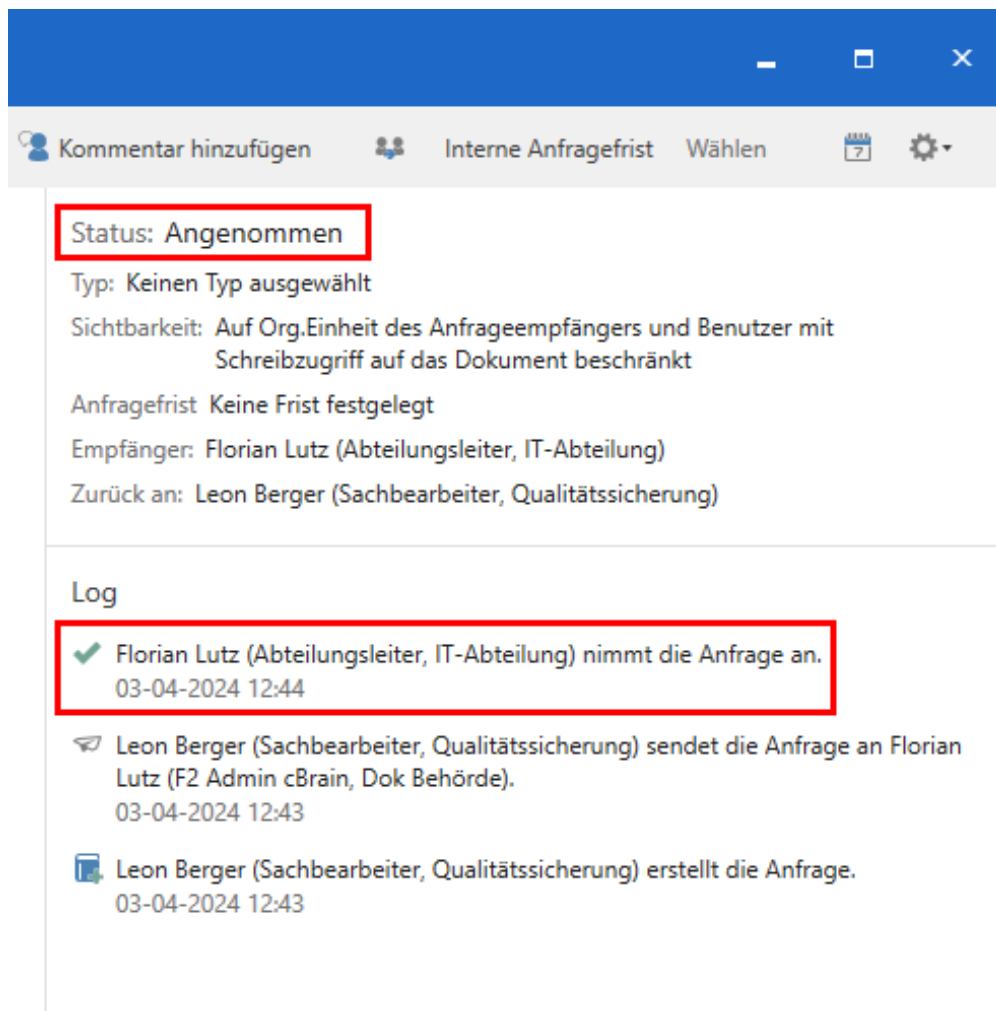 Kommentar hinzufügen Interne Anfragefrist Wählen 7
Status: Angenommen
Typ: Keinen Typ ausgewählt
Sichtbarkeit: Auf Org.Einheit des Anfrageempfängers und Benutzer mit
Schreibzugriff auf das Dokument beschränkt
Anfragefrist Keine Frist festgelegt
Empfänger: Florian Lutz (Abteilungsleiter, IT-Abteilung)
Zurück an: Leon Berger (Sachbearbeiter, Qualitätssicherung)
Log
Florian Lutz (Abteilungsleiter, IT-Abteilung) nimmt die Anfrage an.
03-04-2024 12:44
Leon Berger (Sachbearbeiter, Qualitätssicherung) sendet die Anfrage an Florian
Lutz (F2 Admin cBrain, Dok Behörde).
03-04-2024 12:43
Leon Berger (Sachbearbeiter, Qualitätssicherung) erstellt die Anfrage.
03-04-2024 12:43